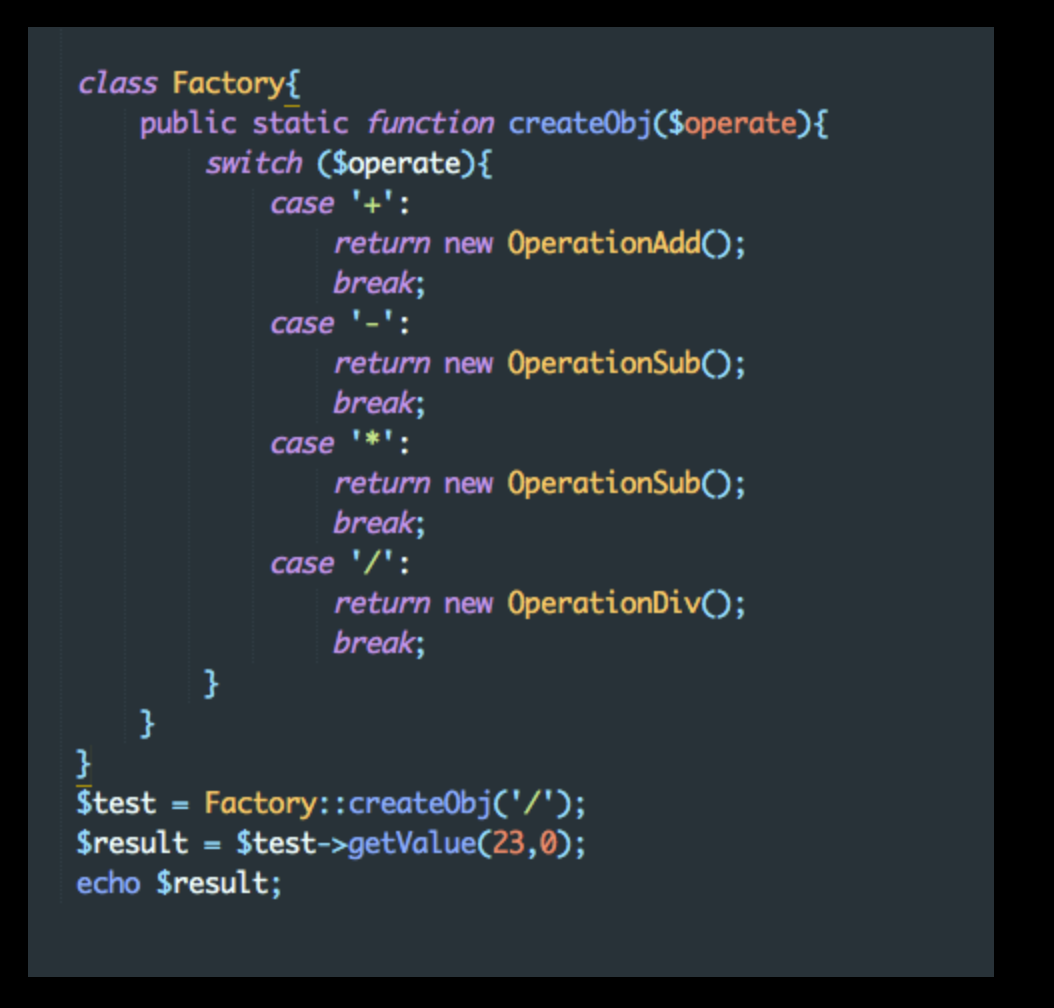 class Factory{
    public static function createObj($operate){
        switch ($operate){
            case '+':
                return new OperationAdd();
                break;
            case '-':
                return new OperationSub();
                break;
            case '*':
                return new OperationSub();
                break;
            case '/':
                return new OperationDiv();
                break;
        }
    }
}
$test = Factory::createObj('/');
$result = $test->getValue(23,0);
echo $result;